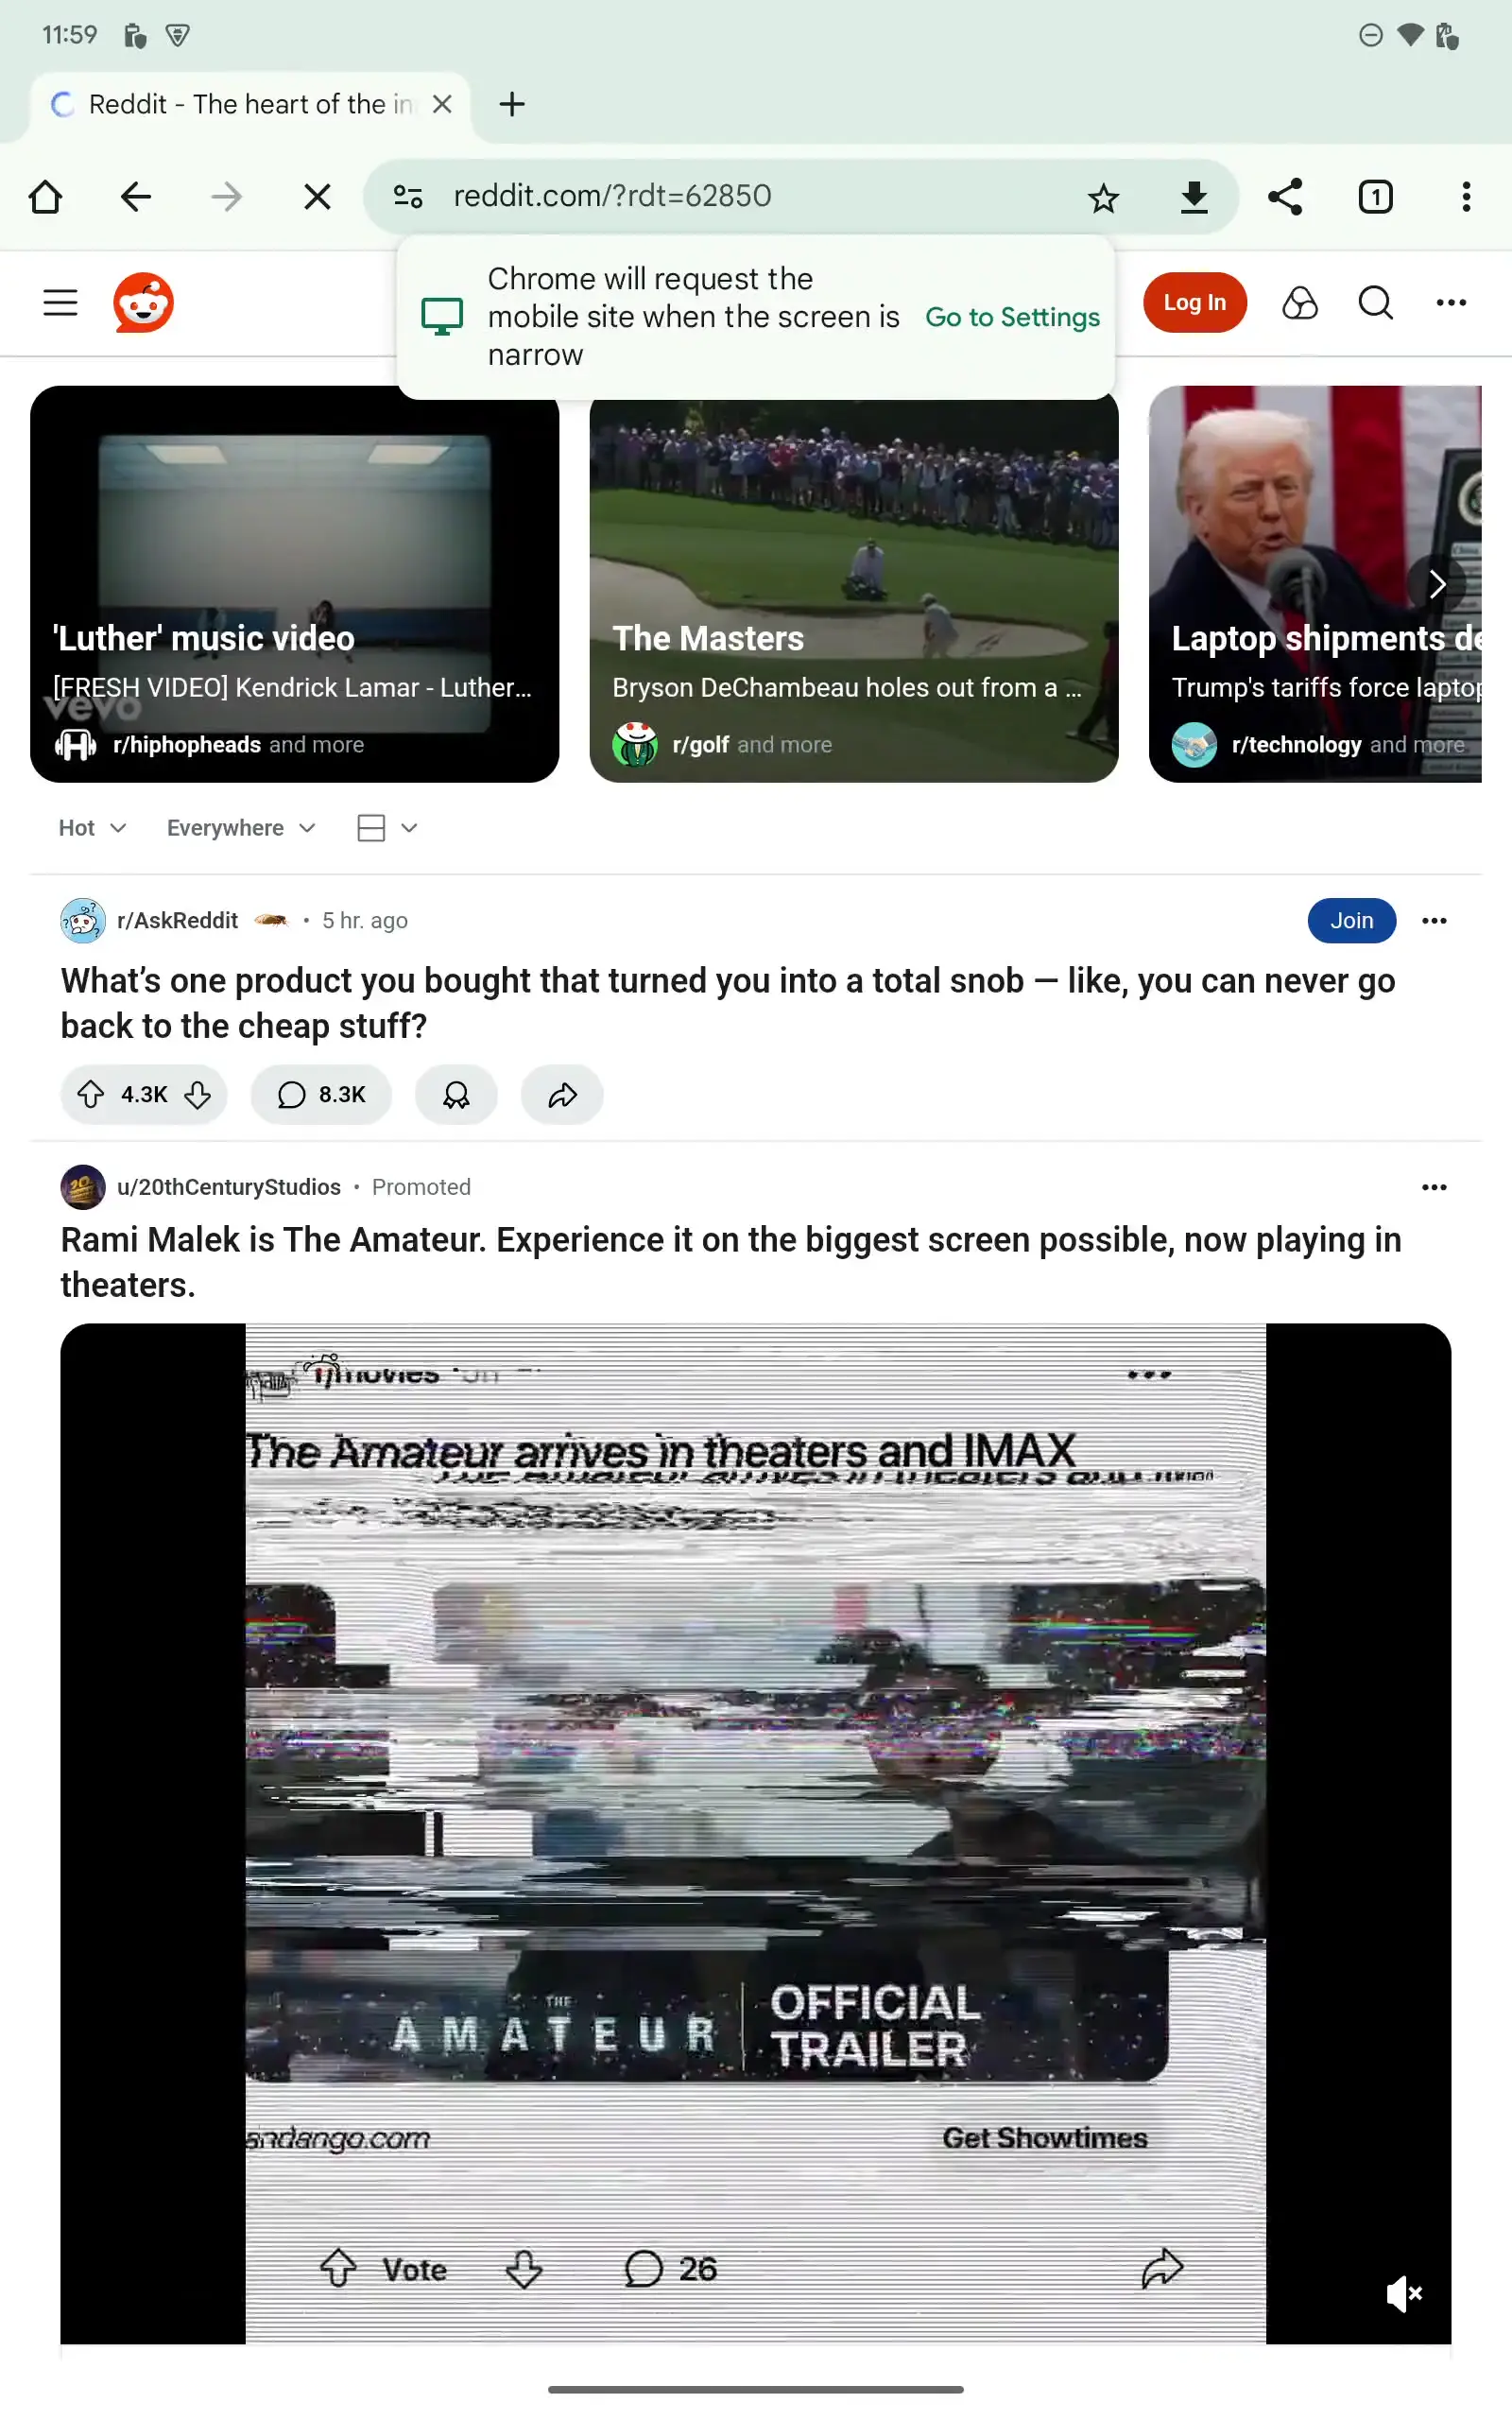 11:59
Reddit - The heart of the in
reddit.com/?rdt=62850
1
Chrome will request the
mobile site when the screen is
narrow
Go to Settings
Log In
'Luther' music video
[FRESH VIDEO] Kendrick Lamar - Luther...
vevo
r/hiphopheads and more
The Masters
Bryson DeChambeau holes out from a ...
r/golf and more
Laptop shipments de
Trump's tariffs force laptop
r/technology and more
Hot
Everywhere
r/AskReddit • 5 hr. ago
Join
What's one product you bought that turned you into a total snob — like, you can never go
back to the cheap stuff?
4.3K
8.3K
u/20thCenturyStudios • Promoted
Rami Malek is The Amateur. Experience it on the biggest screen possible, now playing in
theaters.
r/movies
The Amateur arrives in theaters and IMAX
THE
AMATEUR
OFFICIAL
TRAILER
andango.com
Get Showtimes
Vote
26